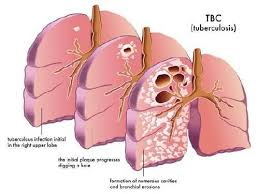 TBC
(tuberculosis)
tuberculous infection initial
in the right upper lobe
the initial plaque progresses
digging a hole
formation of numerous cavities
and bronchial erosions